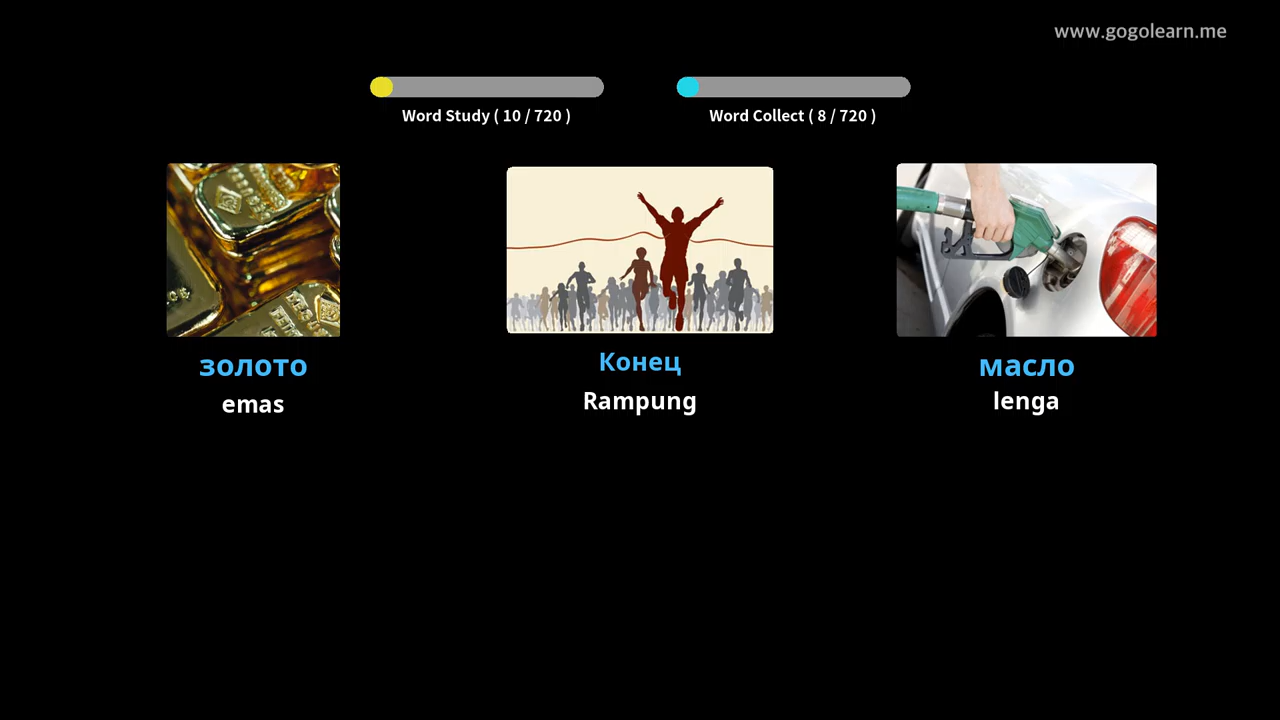 www.gogolearn.me
Word Study ( 10 / 720 )
Word Collect ( 8 / 720 )
золото
emas
Конец
Rampung
масло
lenga